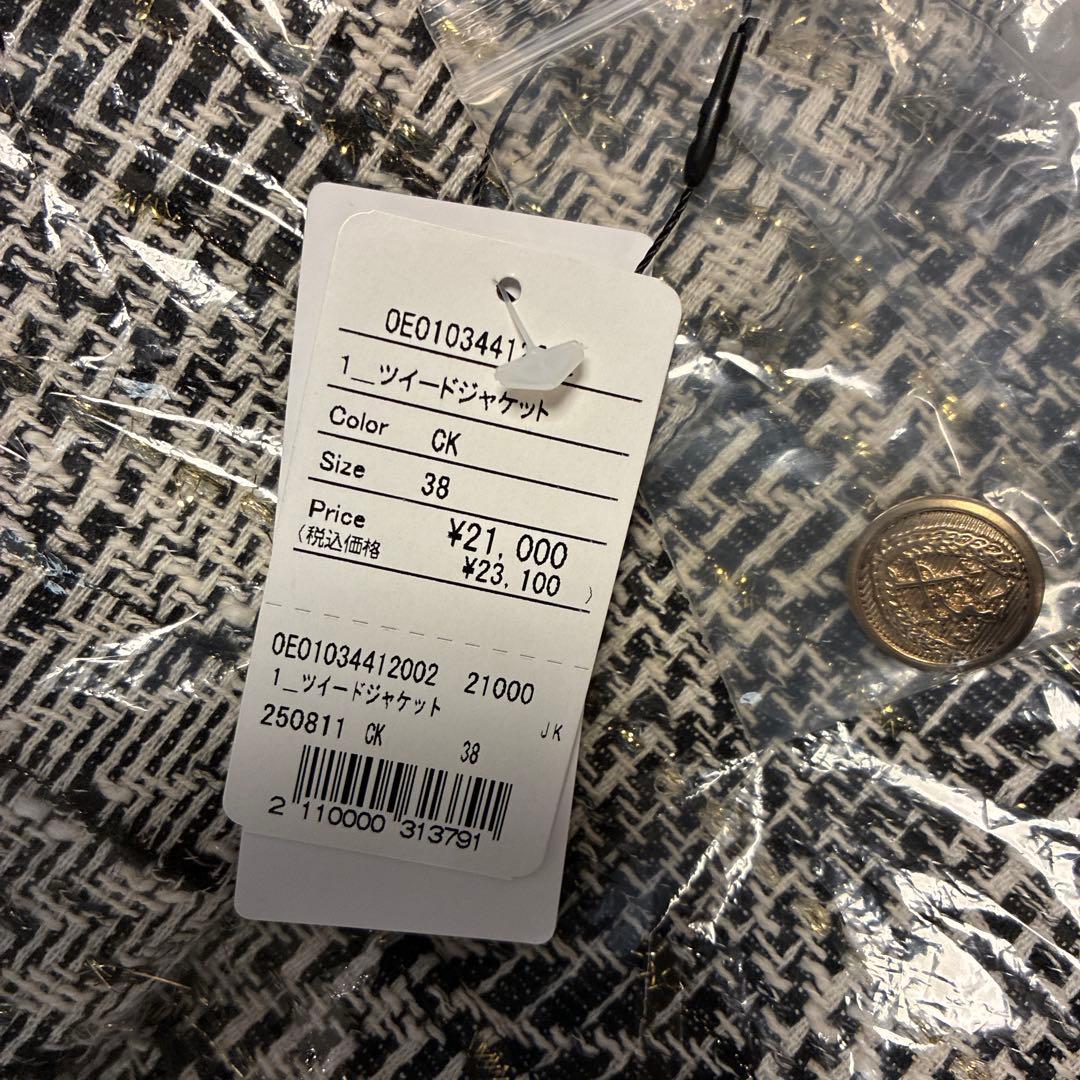 0E0103441
1_ツイードジャケット
Color CK
Size 38
Price ¥21,000
(税込価格 ¥23,100 )
0E01034412002 21000
1_ツイードジャケット
250811 CK 38 JK
2 110000 313791